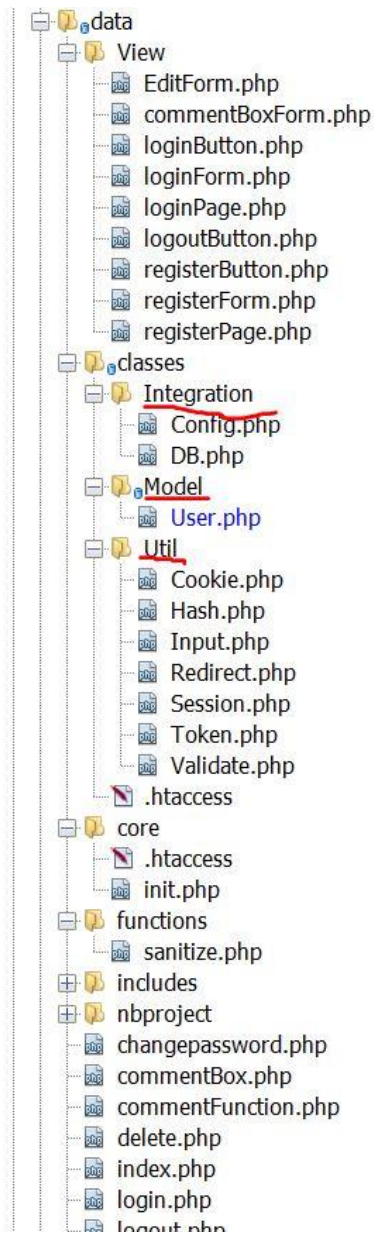 data
View
EditForm.php
commentBoxForm.php
loginButton.php
loginForm.php
loginPage.php
logoutButton.php
registerButton.php
registerForm.php
registerPage.php
classes
Integration
Config.php
DB.php
Model
User.php
Util
Cookie.php
Hash.php
Input.php
Redirect.php
Session.php
Token.php
Validate.php
.htaccess
core
.htaccess
init.php
functions
sanitize.php
includes
nbproject
changepassword.php
commentBox.php
commentFunction.php
delete.php
index.php
login.php
logout.php